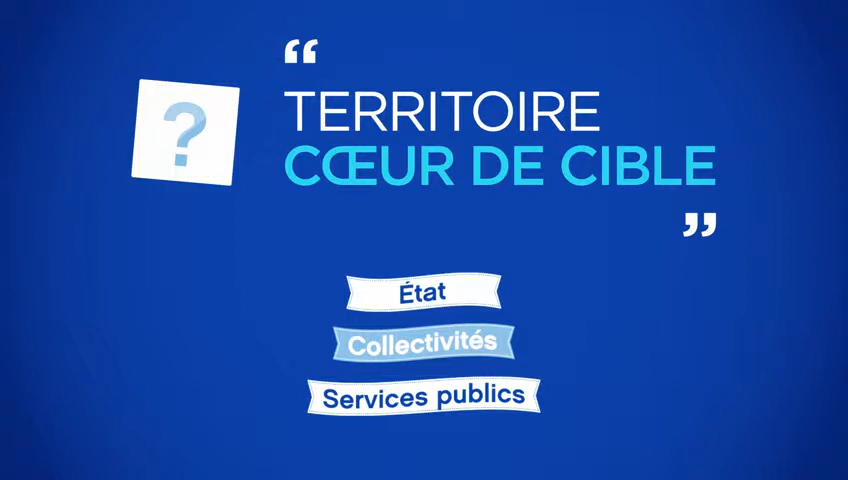 “
?
TERRITOIRE
CŒUR DE CIBLE
”
État
Collectivités
Services publics